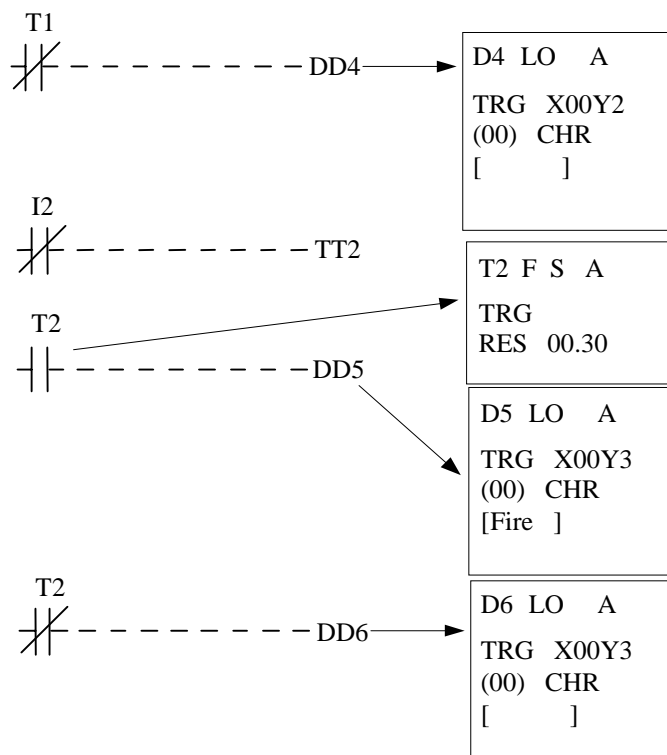 T1
DD4
D4 LO A
TRG X00Y2
(00) CHR
[ ]
I2
TT2
T2 F S A
TRG
RES 00.30
T2
DD5
D5 LO A
TRG X00Y3
(00) CHR
[Fire ]
T2
DD6
D6 LO A
TRG X00Y3
(00) CHR
[ ]